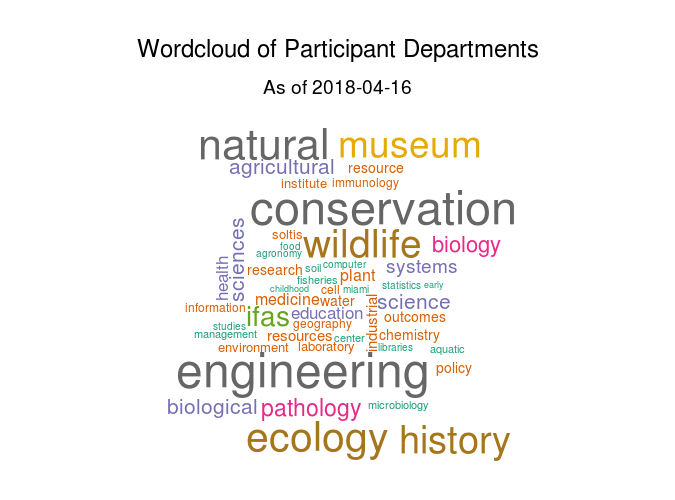 Wordcloud of Participant Departments
As of 2018-04-16
natural museum
agricultural resource
institute immunology
conservation
soltis wildlife biology
food
agronomy
sciences
health
research soil computer plant systems
fisheries
childhood cell miami statistics early
medicine water industrial science
information ifas education outcomes
studies geography
management resources center chemistry
environment laboratory libraries aquatic
engineering policy
biological pathology microbiology
ecology history